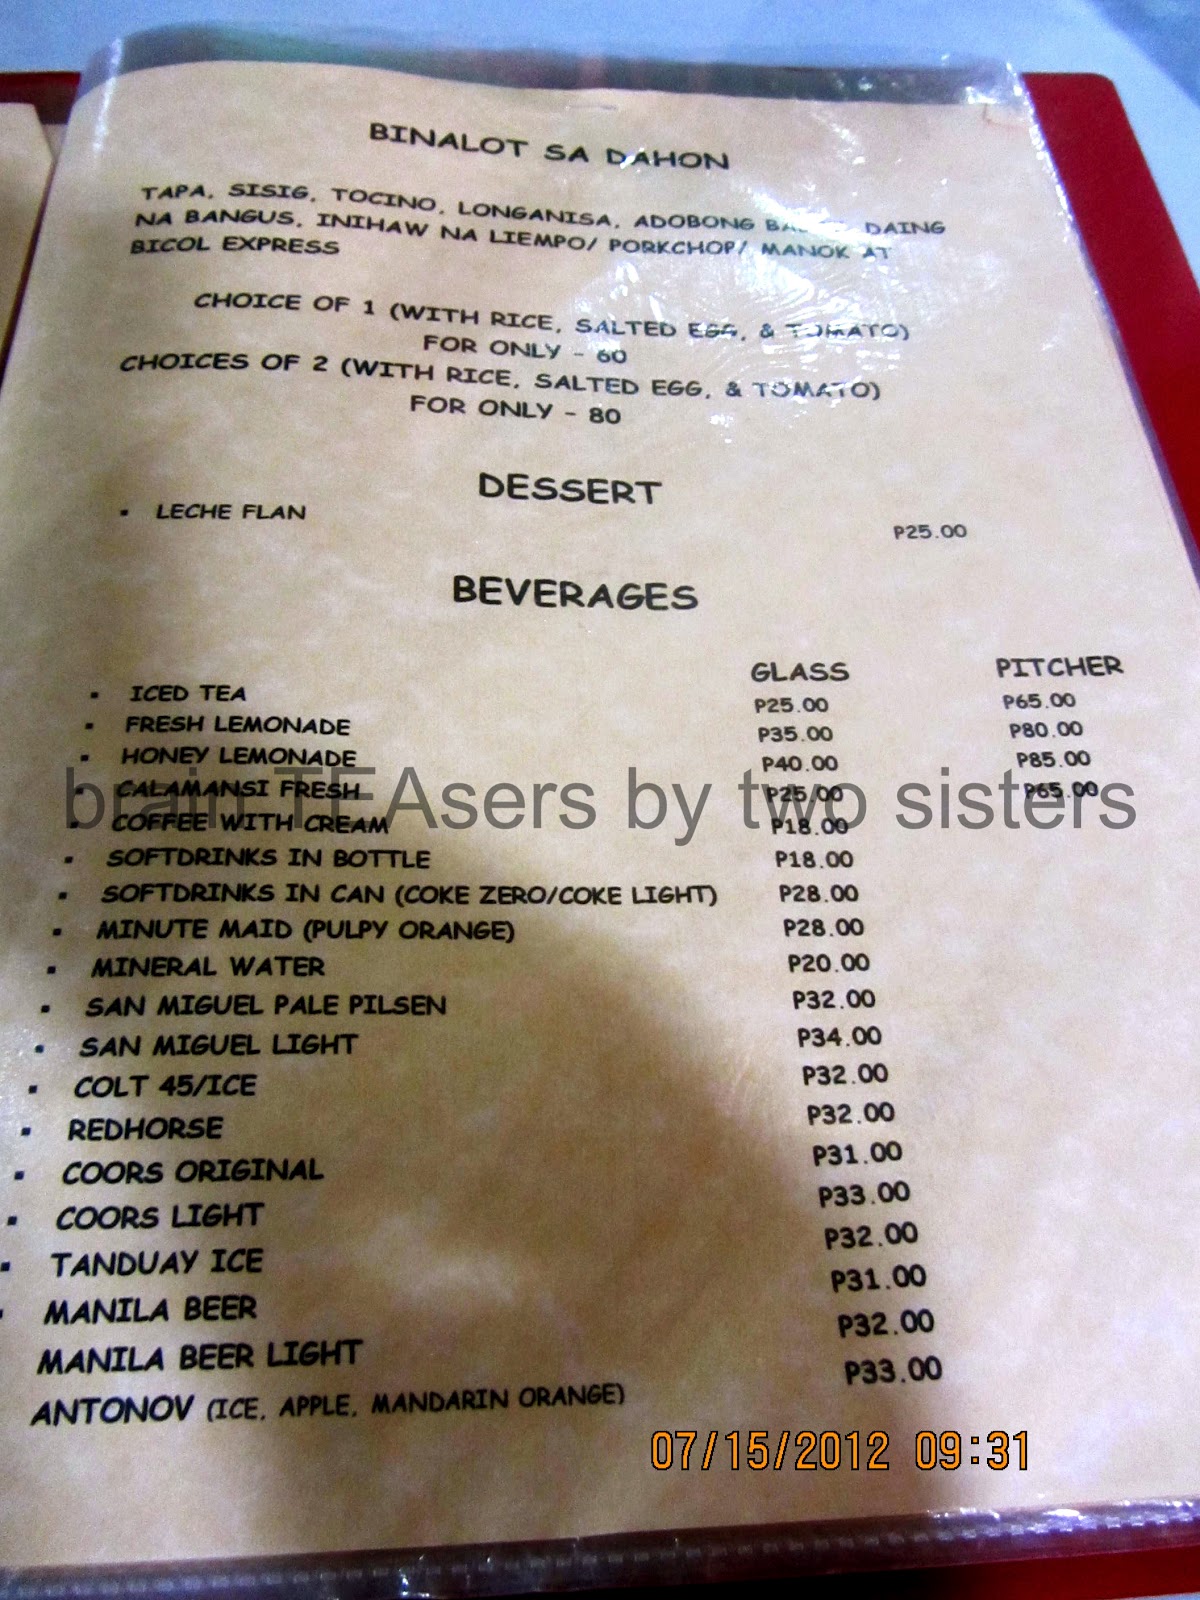 BINALOT SA DAHON
TAPA, SISIG, TOCINO, LONGANISA, ADOBONG DAING
NA BANGUS, INIHAW NA LIEMPO/ PORKCHOP/ MANOK AT
BICOL EXPRESS
CHOICE OF 1 (WITH RICE, SALTED EGG, & TOMATO)
FOR ONLY - 60
CHOICES OF 2 (WITH RICE, SALTED EGG, & TOMATO)
FOR ONLY - 80
DESSERT
▪ LECHE FLAN P25.00
BEVERAGES
GLASS PITCHER
▪ ICED TEA P25.00 P65.00
▪ FRESH LEMONADE P35.00 P80.00
▪ HONEY LEMONADE P40.00 P85.00
▪ CALAMANSI FRESH P25.00 P65.00
brain TEAsers by two sisters
▪ COFFEE WITH CREAM P18.00
▪ SOFTDRINKS IN BOTTLE P18.00
▪ SOFTDRINKS IN CAN (COKE ZERO/COKE LIGHT) P28.00
▪ MINUTE MAID (PULPY ORANGE) P28.00
▪ MINERAL WATER P20.00
▪ SAN MIGUEL PALE PILSEN P32.00
▪ SAN MIGUEL LIGHT P34.00
▪ COLT 45/ICE P32.00
▪ REDHORSE P32.00
▪ COORS ORIGINAL P31.00
▪ COORS LIGHT P33.00
▪ TANDUAY ICE P32.00
▪ MANILA BEER P31.00
MANILA BEER LIGHT P32.00
ANTONOV (ICE, APPLE, MANDARIN ORANGE) P33.00
07/15/2012 09:31